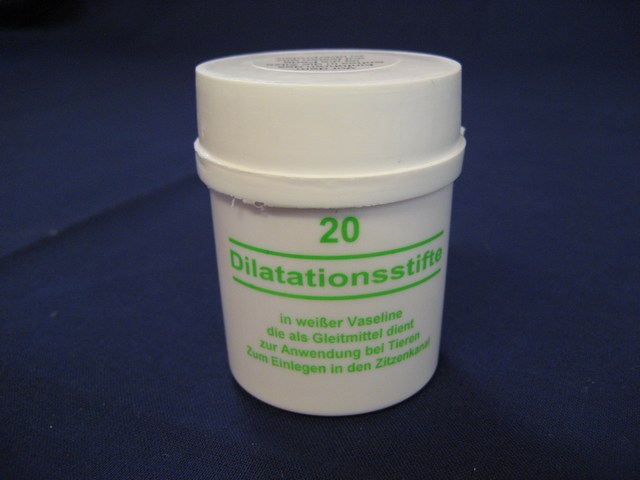 20
Dilatationsstifte
in weißer Vaseline
die als Gleitmittel dient
zur Anwendung bei Tieren
Zum Einlegen in den Zitzenkanal